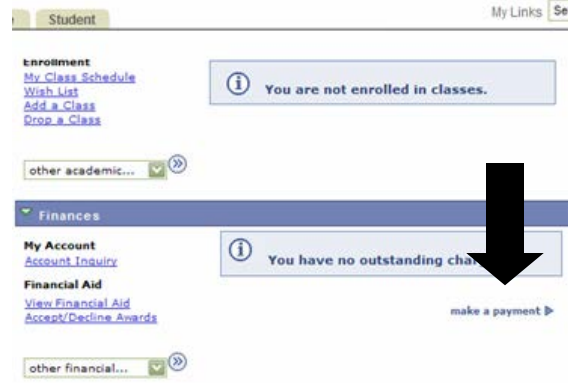 Student
My Links Se
Enrollment
My Class Schedule
Wish List
Add a Class
Drop a Class
You are not enrolled in classes.
other academic...
Finances
My Account
Account Inquiry
You have no outstanding cha
Financial Aid
View Financial Aid
Accept/Decline Awards
make a payment
other financial...